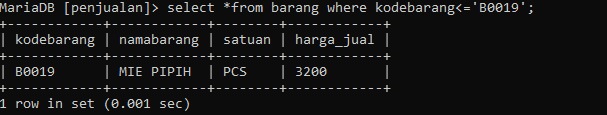 MariaDB [penjualan]> select *from barang where kodebarang<='B0019';
+------------+------------+--------+------------+
| kodebarang | namabarang | satuan | harga_jual |
+------------+------------+--------+------------+
| B0019      | MIE PIPIH  | PCS    | 3200       |
+------------+------------+--------+------------+
1 row in set (0.001 sec)